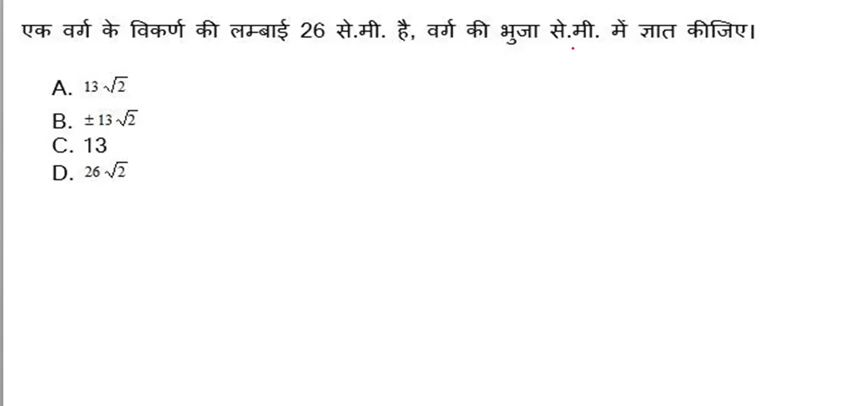 एक वर्ग के विकर्ण की लम्बाई 26 से.मी. है, वर्ग की भुजा से.मी. में ज्ञात कीजिए।
A. 13√2
B. ±13√2
C. 13
D. 26√2